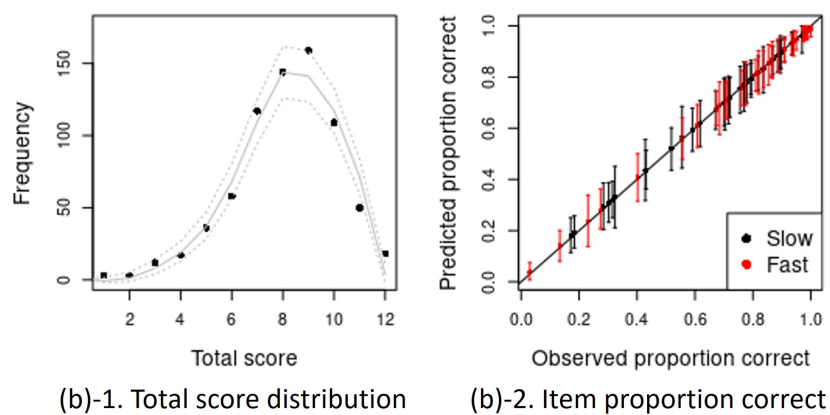 Frequency
0
50
100
150
2
4
6
8
10
12
Total score
(b)-1. Total score distribution
Predicted proportion correct
0.0
0.2
0.4
0.6
0.8
1.0
Slow
Fast
0.0
0.2
0.4
0.6
0.8
1.0
Observed proportion correct
(b)-2. Item proportion correct